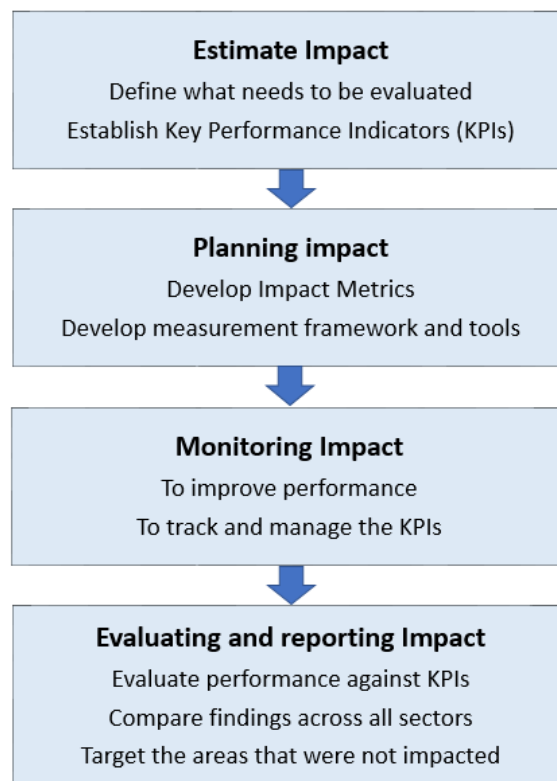 Estimate Impact
Define what needs to be evaluated
Establish Key Performance Indicators (KPIs)
Planning impact
Develop Impact Metrics
Develop measurement framework and tools
Monitoring Impact
To improve performance
To track and manage the KPIs
Evaluating and reporting Impact
Evaluate performance against KPIs
Compare findings across all sectors
Target the areas that were not impacted